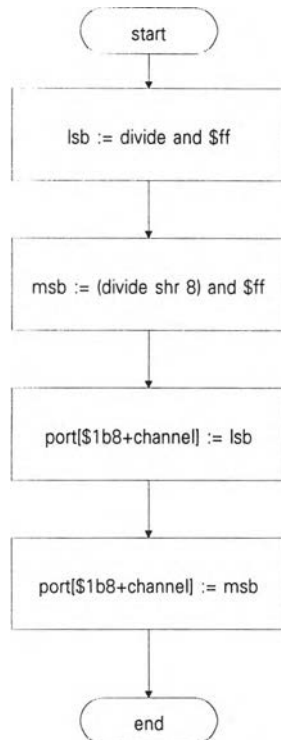 start
lsb := divide and $ff
msb := (divide shr 8) and $ff
port[$1b8+channel] := lsb
port[$1b8+channel] := msb
end